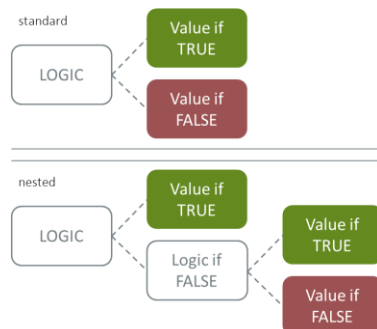 standard
Value if
TRUE
LOGIC
Value if
FALSE
nested
Value if
TRUE
LOGIC
Logic if
FALSE
Value if
TRUE
Value if
FALSE